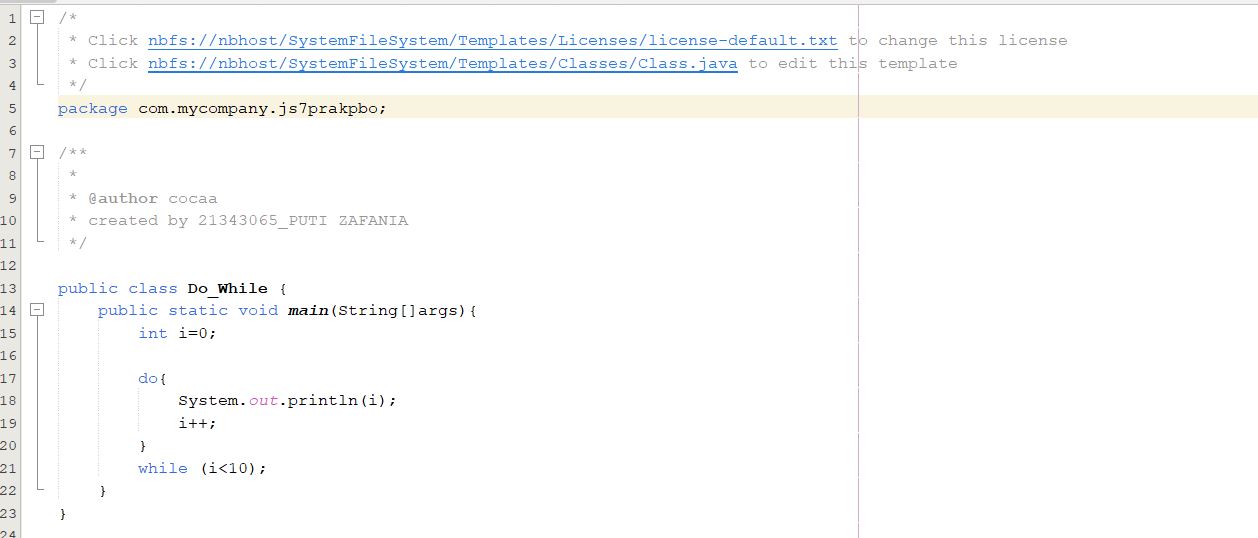 1 /*
2 * Click nbfs://nbhost/SystemFileSystem/Templates/Licenses/license-default.txt to change this license
3 * Click nbfs://nbhost/SystemFileSystem/Templates/Classes/Class.java to edit this template
4 */
5 package com.mycompany.js7prakpbo;
6
7 /**
8 *
9 * @author cocaa
10 * created by 21343065_PUTI ZAFANIA
11 */
12
13 public class Do_While {
14 public static void main(String[]args){
15 int i=0;
16
17 do{
18 System.out.println(i);
19 i++;
20 }
21 while (i<10);
22 }
23 }
24